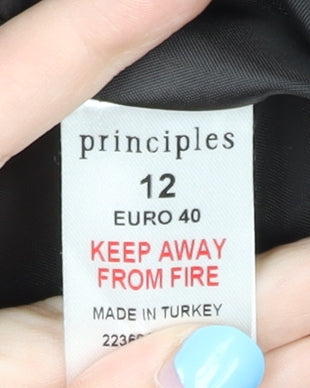 principles
12
EURO 40
KEEP AWAY
FROM FIRE
MADE IN TURKEY